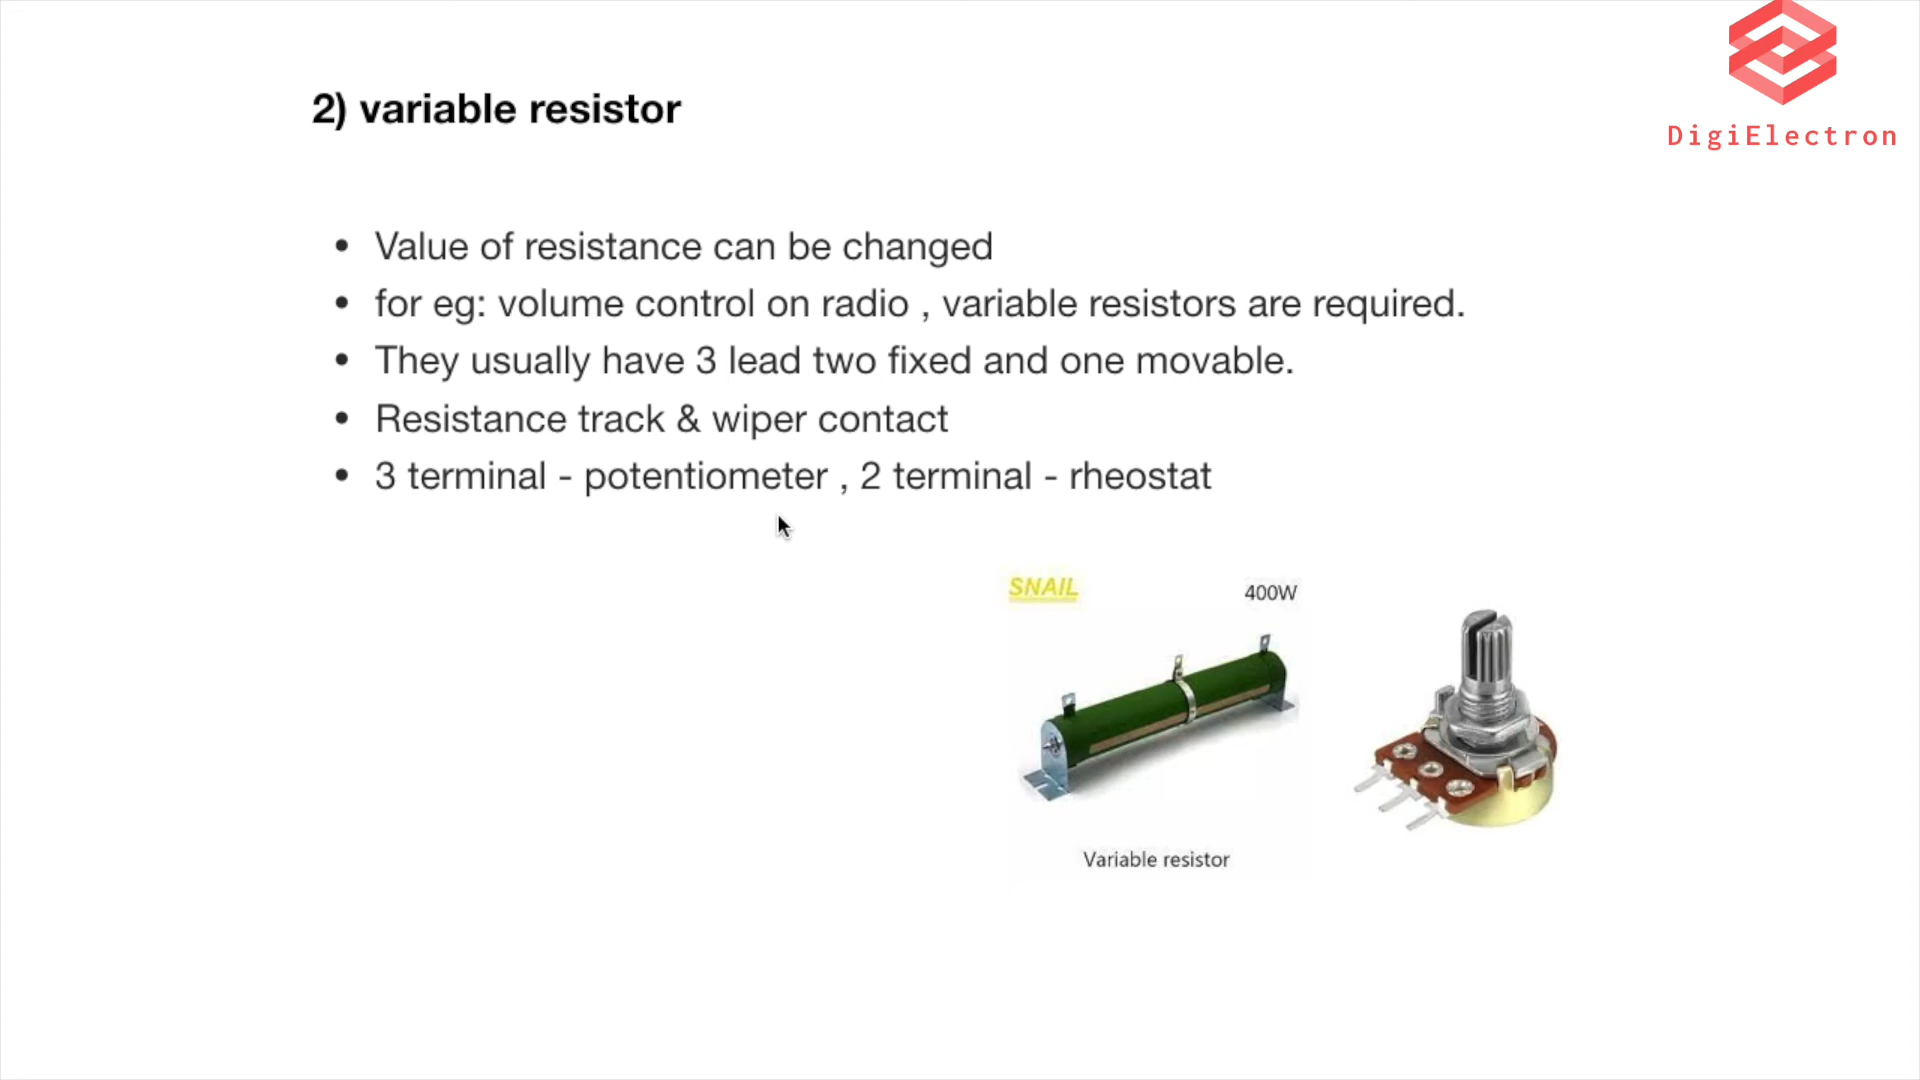 DigiElectron
2) variable resistor
• Value of resistance can be changed
• for eg: volume control on radio , variable resistors are required.
• They usually have 3 lead two fixed and one movable.
• Resistance track & wiper contact
• 3 terminal - potentiometer , 2 terminal - rheostat
SNAIL
400W
Variable resistor